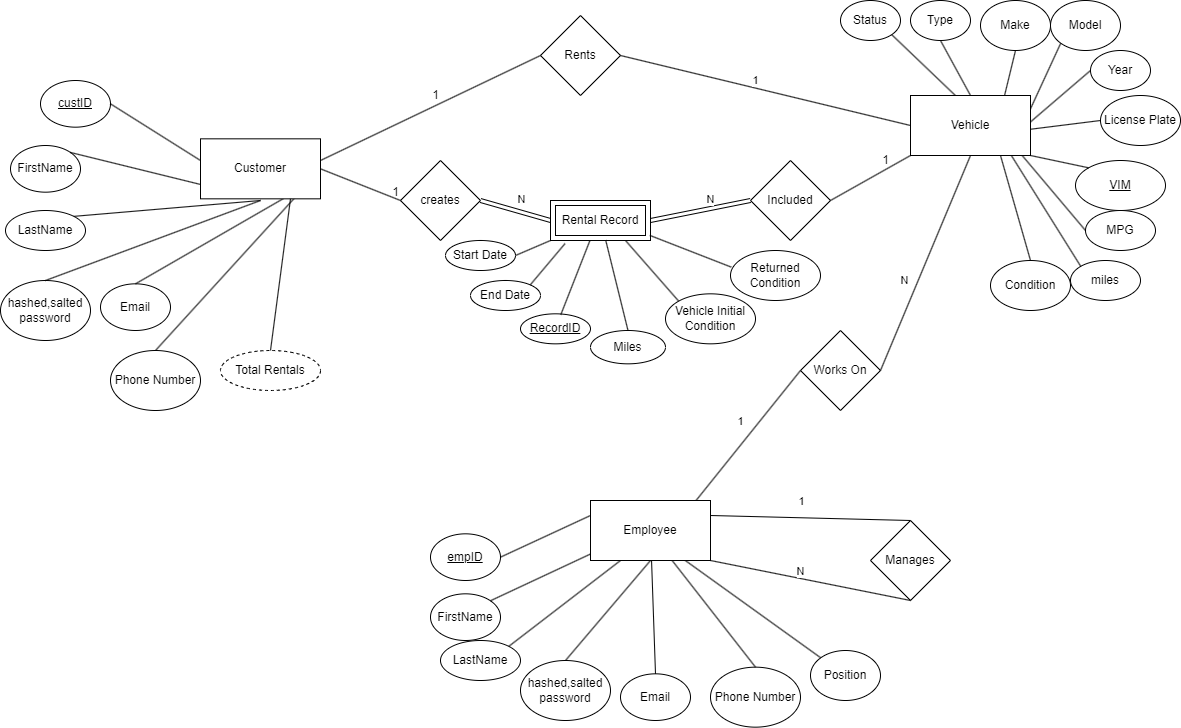 Status
Type
Make
Model
Rents
1
1
Year
custID
License Plate
Vehicle
Customer
FirstName
1
VIM
1
creates
N
N
Included
Rental Record
LastName
MPG
Start Date
Returned
Condition
N
miles
Condition
End Date
hashed,salted
password
Email
Vehicle Initial
Condition
RecordID
Miles
Total Rentals
Works On
Phone Number
1
1
Employee
empID
Manages
N
FirstName
LastName
Position
hashed,salted
password
Email
Phone Number